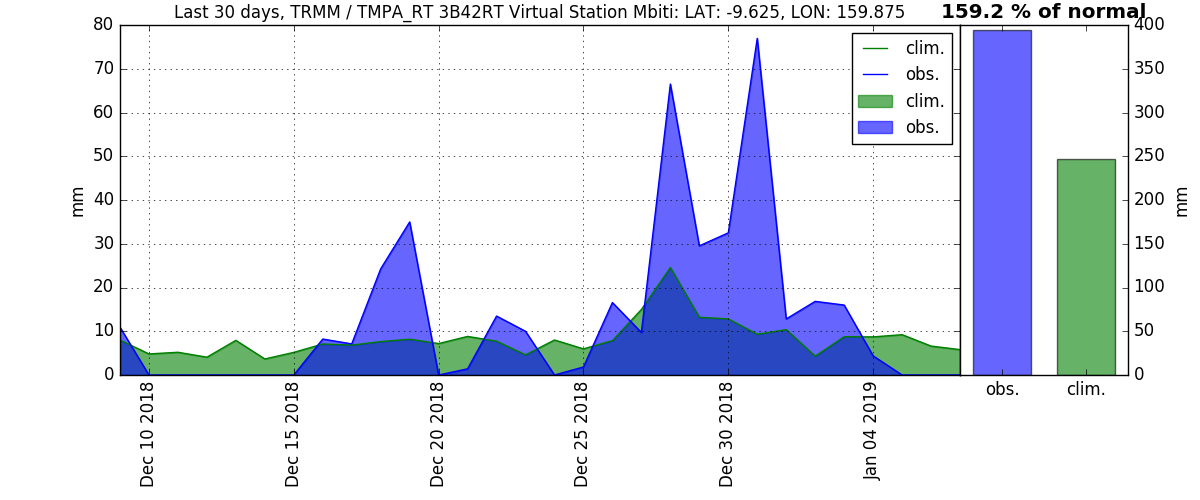 Last 30 days, TRMM / TMPA_RT 3B42RT Virtual Station Mbiti: LAT: -9.625, LON: 159.875
159.2 % of normal
80
70
60
50
40
30
20
10
0
mm
clim.
obs.
clim.
obs.
Dec 10 2018
Dec 15 2018
Dec 20 2018
Dec 25 2018
Dec 30 2018
Jan 04 2019
400
350
300
250
200
150
100
50
0
mm
obs.
clim.